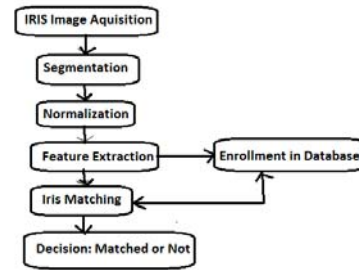 IRIS Image Aquisition
Segmentation
Normalization
Feature Extraction
Enrollment in Database
Iris Matching
Decision: Matched or Not